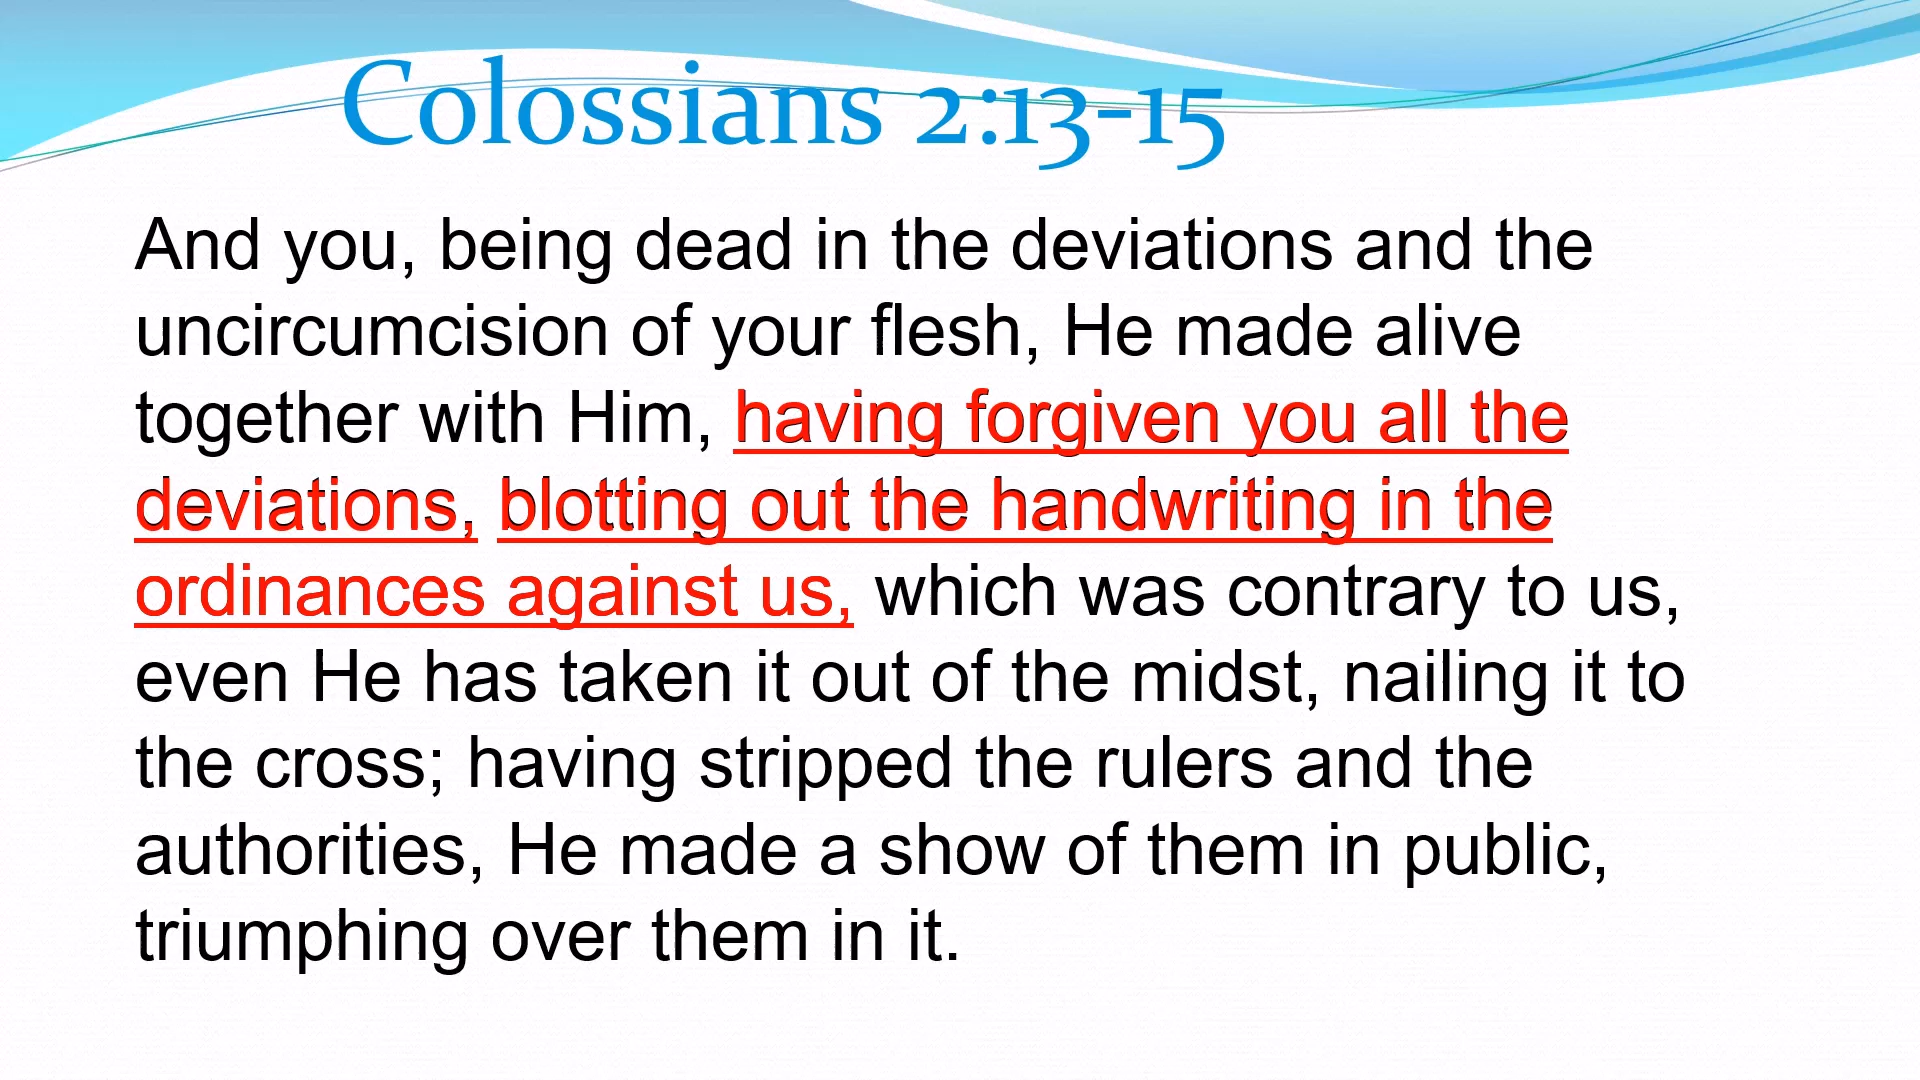 Colossians 2:13-15
And you, being dead in the deviations and the
uncircumcision of your flesh, He made alive
together with Him, having forgiven you all the
deviations, blotting out the handwriting in the
ordinances against us, which was contrary to us,
even He has taken it out of the midst, nailing it to
the cross; having stripped the rulers and the
authorities, He made a show of them in public,
triumphing over them in it.